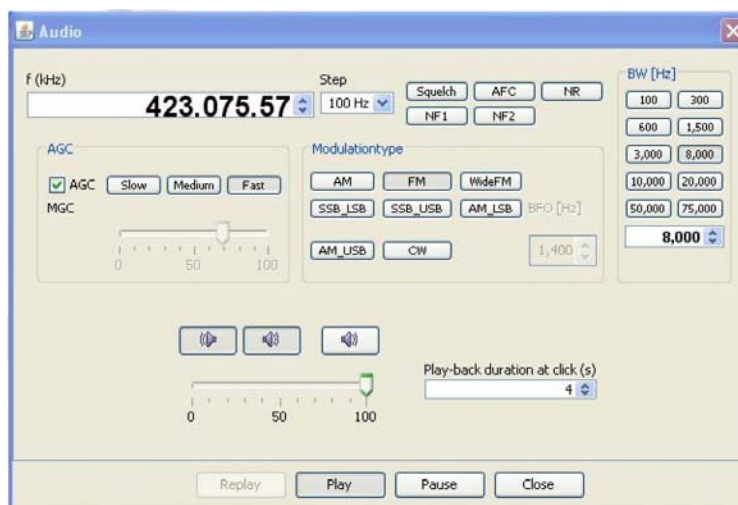 Audio
f (kHz)
423.075.57
Step
100 Hz
Squelch AFC NR
NF1 NF2
BW [Hz]
100 300
600 1,500
3,000 8,000
10,000 20,000
50,000 75,000
8,000
AGC
AGC Slow Medium Fast
MGC
0 50 100
Modulationtype
AM FM WideFM
SSB_LSB SSB_USB AM_LSB BFO [Hz]
AM_USB CW 1,400
0 50 100
Play-back duration at click (s)
4
Replay Play Pause Close